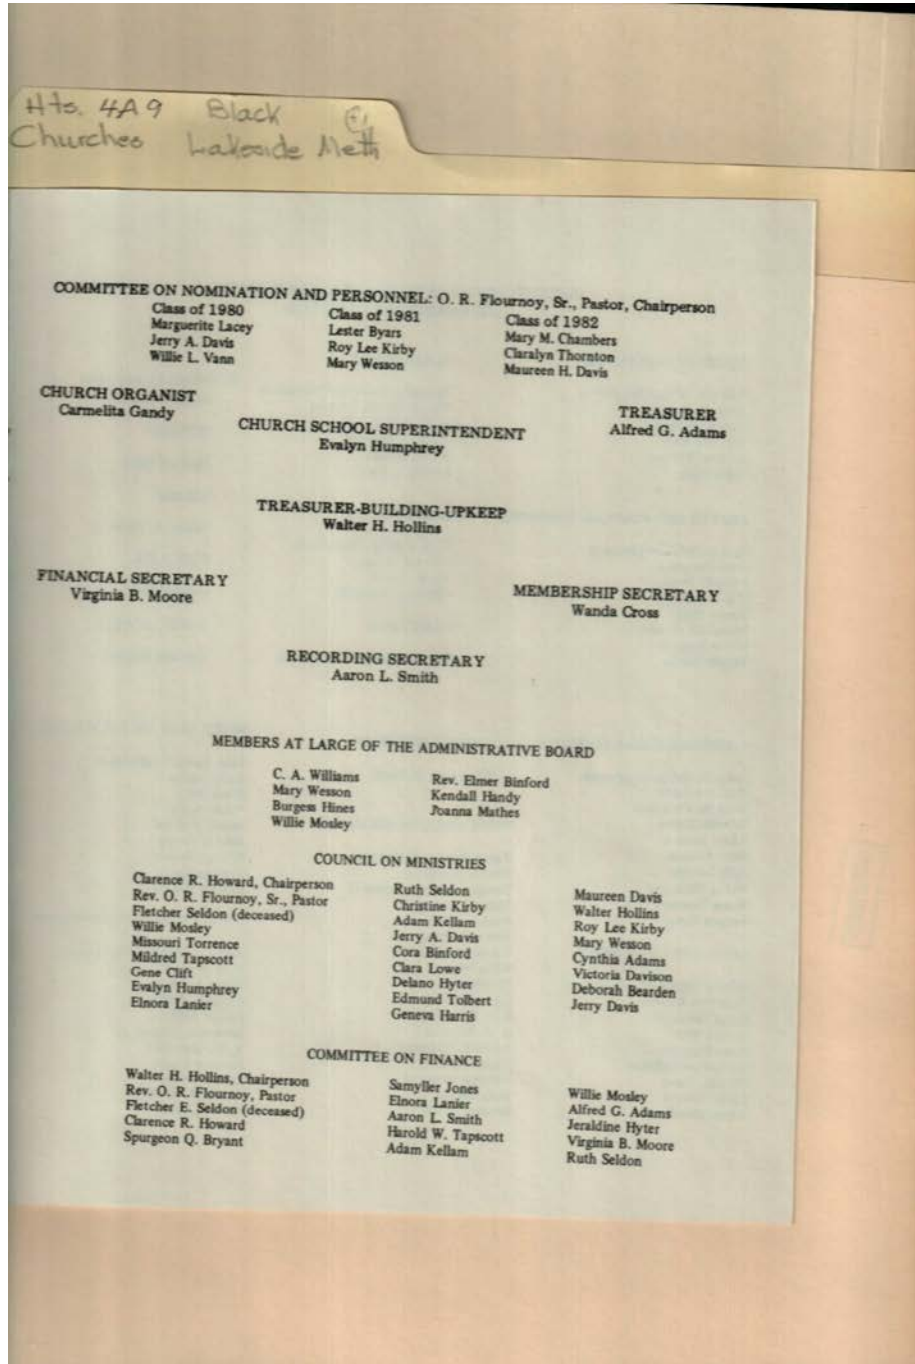 Hts. 4A9 Black
Churches Lakeside Meth
COMMITTEE ON NOMINATION AND PERSONNEL: O. R. Flournoy, Sr., Pastor, Chairperson
Class of 1980
Marguerite Lacey
Jerry A. Davis
Willie L. Vann
Class of 1981
Lester Byars
Roy Lee Kirby
Mary Wesson
Class of 1982
Mary M. Chambers
Claralyn Thornton
Maureen H. Davis
CHURCH ORGANIST
Carmelita Gandy
CHURCH SCHOOL SUPERINTENDENT
Evalyn Humphrey
TREASURER
Alfred G. Adams
TREASURER-BUILDING-UPKEEP
Walter H. Hollins
FINANCIAL SECRETARY
Virginia B. Moore
MEMBERSHIP SECRETARY
Wanda Cross
RECORDING SECRETARY
Aaron L. Smith
MEMBERS AT LARGE OF THE ADMINISTRATIVE BOARD
C. A. Williams
Mary Wesson
Burgess Hines
Willie Mosley
Rev. Elmer Binford
Kendall Handy
Joanna Mathes
COUNCIL ON MINISTRIES
Clarence R. Howard, Chairperson
Rev. O. R. Flournoy, Sr., Pastor
Fletcher Seldon (deceased)
Willie Mosley
Missouri Torrence
Mildred Tapscott
Gene Clift
Evalyn Humphrey
Elnora Lanier
Ruth Seldon
Christine Kirby
Adam Kellam
Jerry A. Davis
Cora Binford
Clara Lowe
Delano Hyter
Edmund Tolbert
Geneva Harris
Maureen Davis
Walter Hollins
Roy Lee Kirby
Mary Wesson
Cynthia Adams
Victoria Davison
Deborah Bearden
Jerry Davis
COMMITTEE ON FINANCE
Walter H. Hollins, Chairperson
Rev. O. R. Flournoy, Pastor
Fletcher E. Seldon (deceased)
Clarence R. Howard
Spurgeon Q. Bryant
Samyller Jones
Elnora Lanier
Aaron L. Smith
Harold W. Tapscott
Adam Kellam
Willie Mosley
Alfred G. Adams
Jeraldine Hyter
Virginia B. Moore
Ruth Seldon